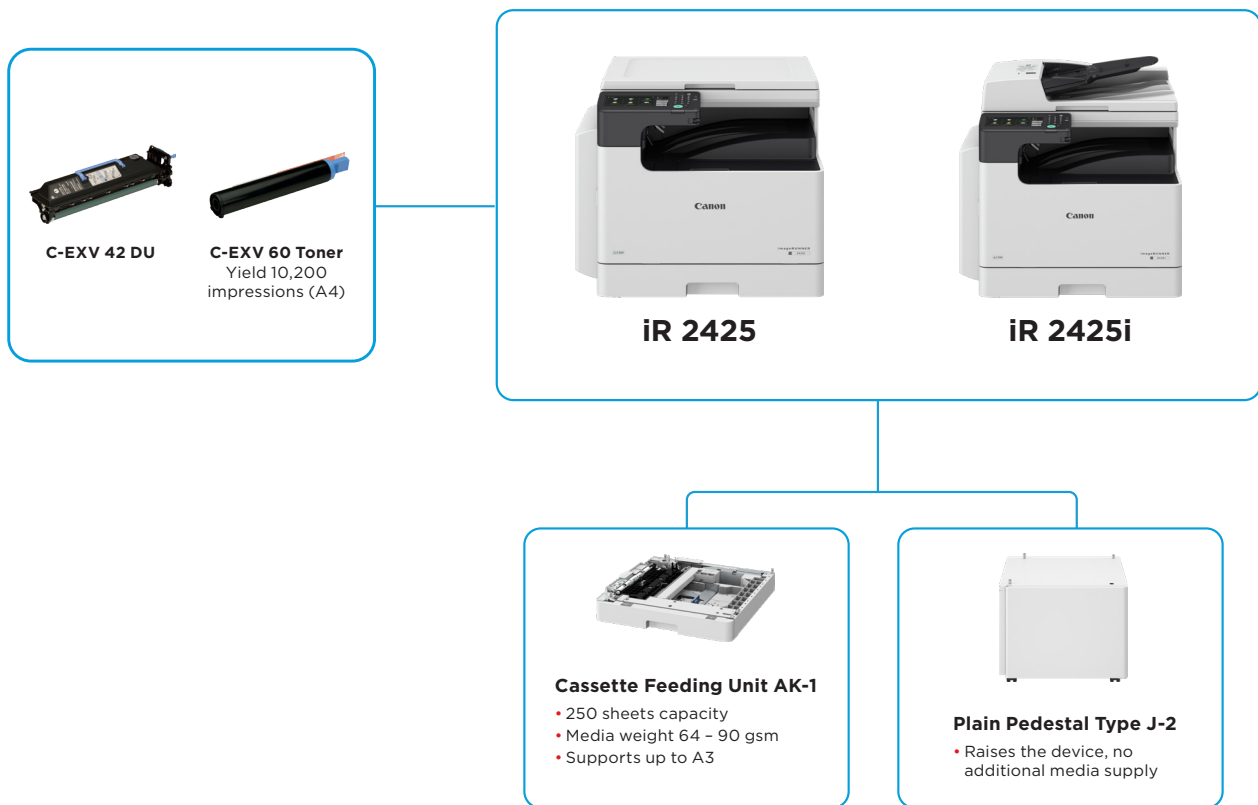 C-EXV 42 DU
C-EXV 60 Toner
Yield 10,200
impressions (A4)
Canon
imageRUNNER
iR 2425
Canon
imageRUNNER
iR 2425i
Cassette Feeding Unit AK-1
• 250 sheets capacity
• Media weight 64 – 90 gsm
• Supports up to A3
Plain Pedestal Type J-2
• Raises the device, no
additional media supply